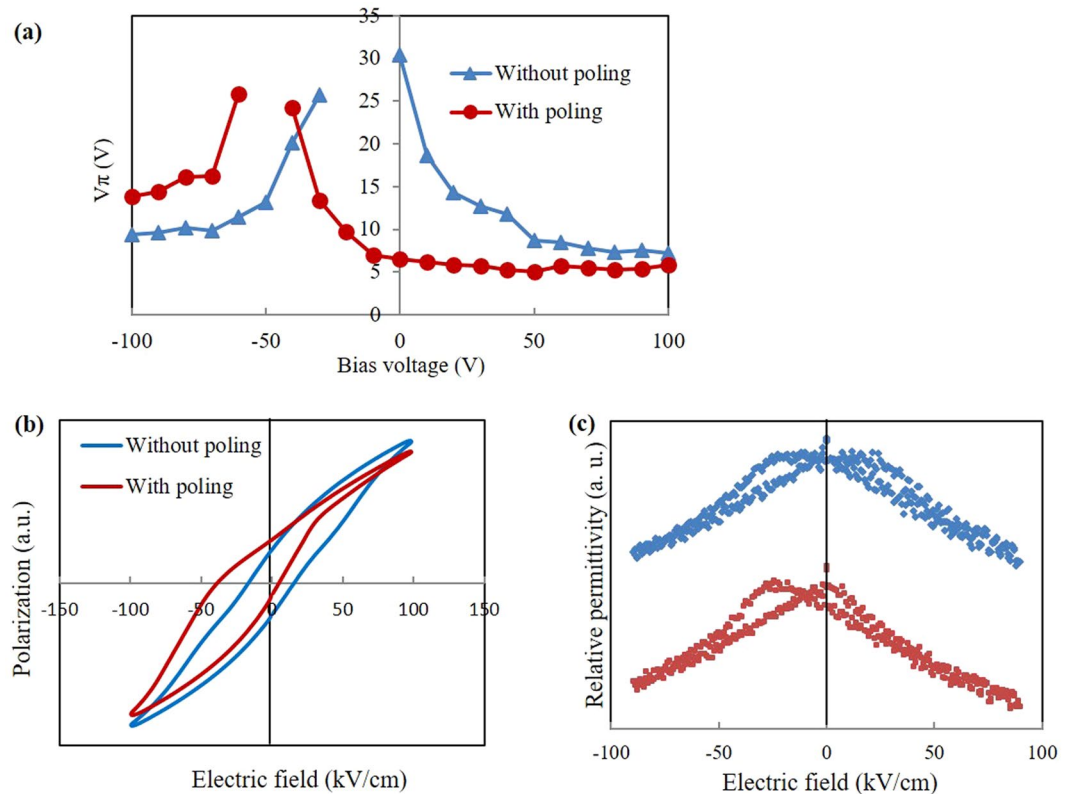 (a)
35
30
25
20
15
10
5
0
Vπ (V)
Without poling
With poling
-100 -50 0 50 100
Bias voltage (V)
(b)
Without poling
With poling
Polarization (a.u.)
-150 -100 -50 0 50 100 150
Electric field (kV/cm)
(c)
Relative permittivity (a. u.)
-100 -50 0 50 100
Electric field (kV/cm)